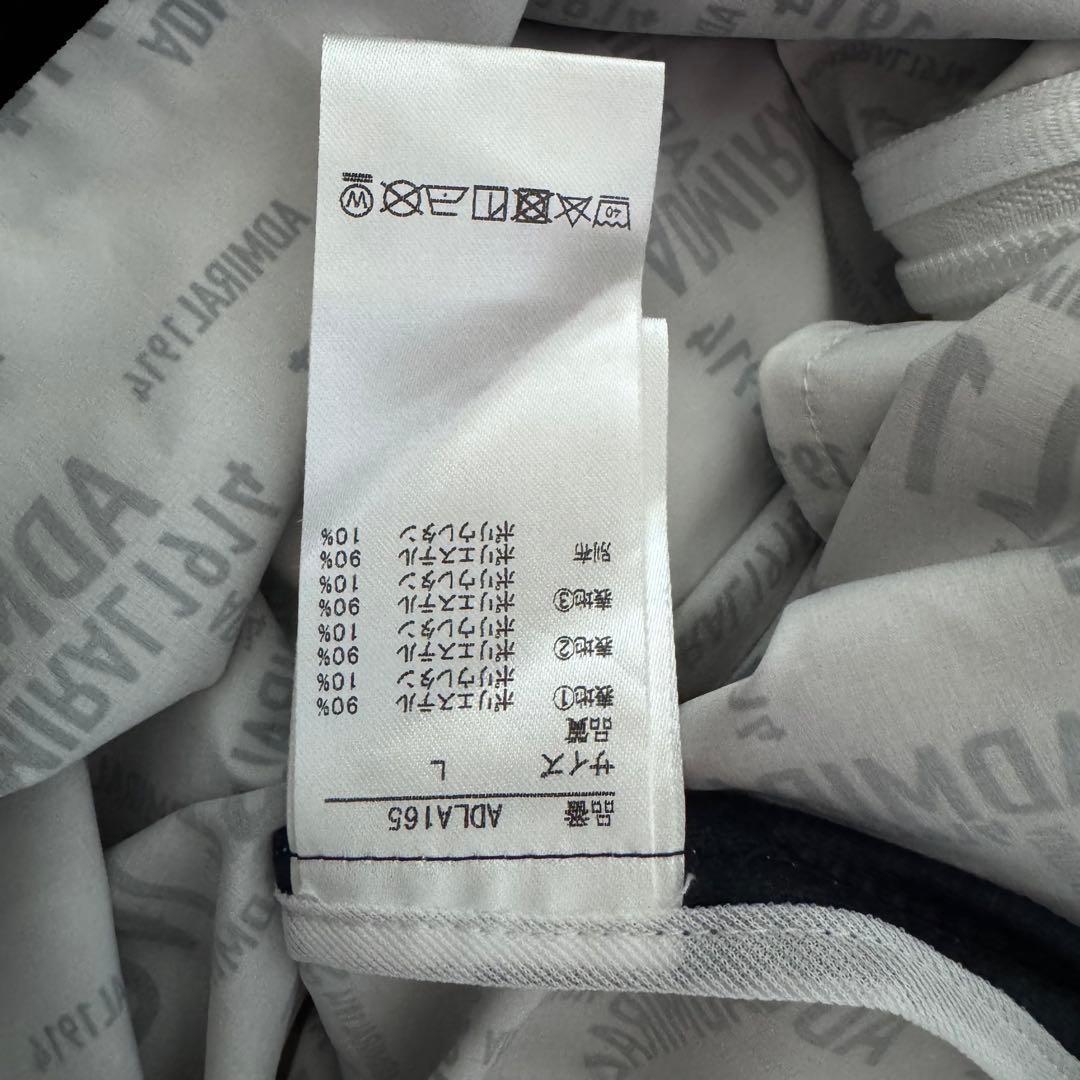 品番 ADLA165
サイズ L
品質
表地① ポリエステル 90%
ポリウレタン 10%
表地② ポリエステル 90%
ポリウレタン 10%
表地③ ポリエステル 90%
ポリウレタン 10%
別布 ポリエステル 90%
ポリウレタン 10%
40
W
ADMIRAL1914